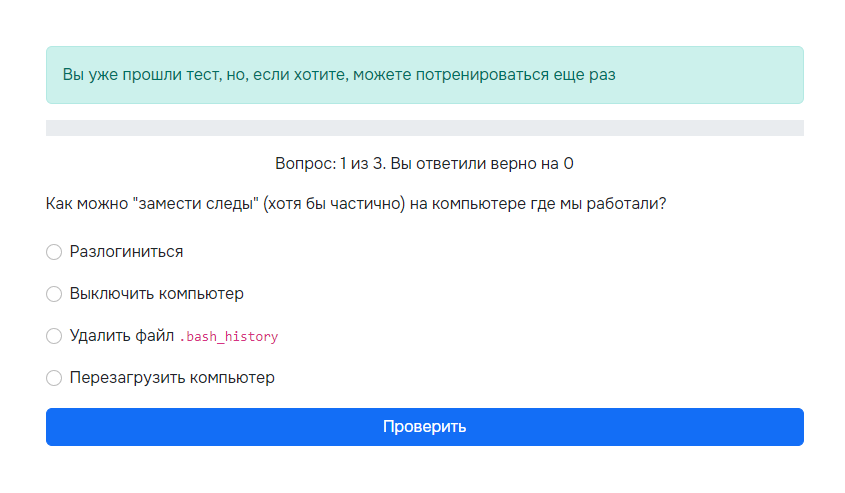 Вы уже прошли тест, но, если хотите, можете потренироваться еще раз
Вопрос: 1 из 3. Вы ответили верно на 0
Как можно "замести следы" (хотя бы частично) на компьютере где мы работали?
Разлогиниться
Выключить компьютер
Удалить файл .bash_history
Перезагрузить компьютер
Проверить